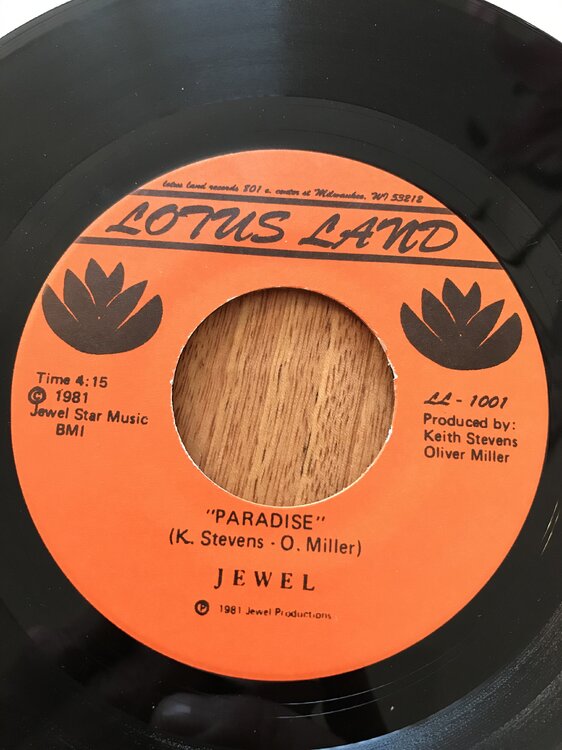 lotus land records 801 e. center st Milwaukee, WI 53212
LOTUS LAND
Time 4:15
© 1981
Jewel Star Music
BMI
LL - 1001
Produced by:
Keith Stevens
Oliver Miller
"PARADISE"
(K. Stevens - O. Miller)
JEWEL
℗ 1981 Jewel Productions